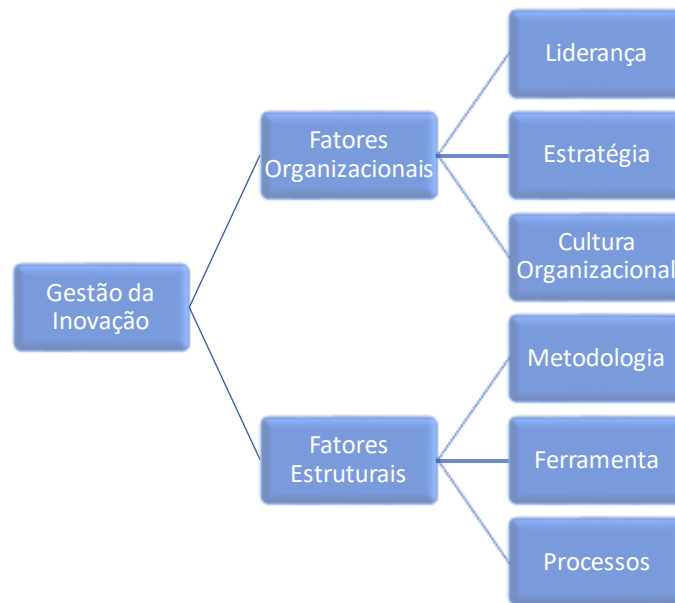 Gestão da
Inovação
Fatores
Organizacionais
Liderança
Estratégia
Cultura
Organizacional
Fatores
Estruturais
Metodologia
Ferramenta
Processos